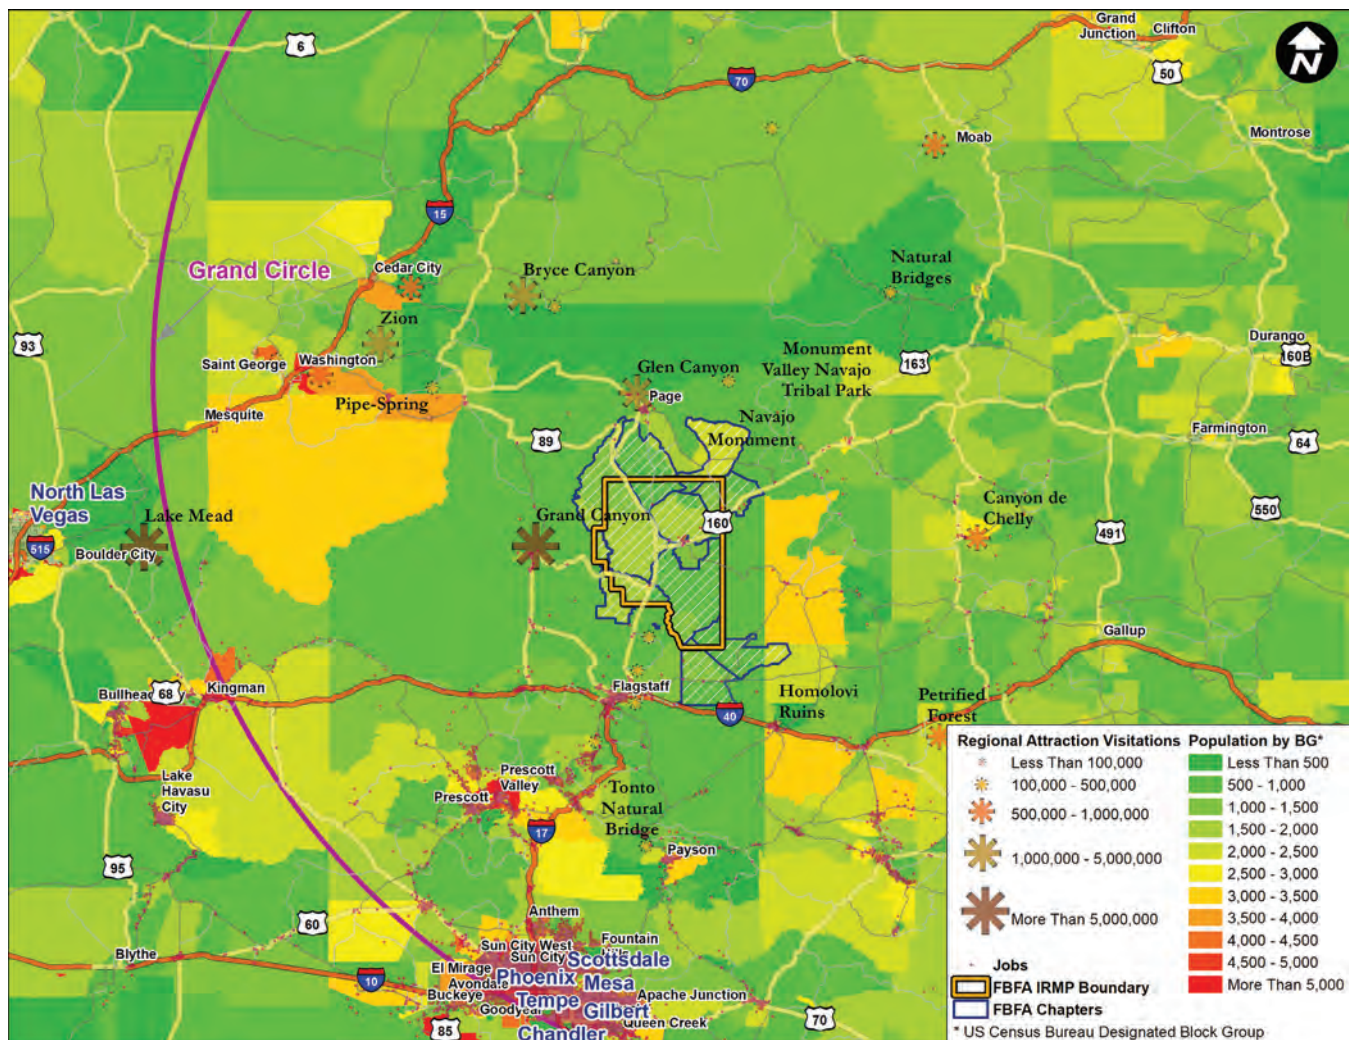 Grand
Junction
Clifton
6
N
70
50
Moab
Montrose
15
Grand Circle
Cedar City
Bryce Canyon
Natural
Bridges
Zion
93
Saint George
Washington
Monument
Valley Navajo
Tribal Park
163
Durango
160B
Glen Canyon
Page
Pipe-Spring
Mesquite
Navajo
Monument
89
Farmington
64
North Las
Vegas
Lake Mead
Grand Canyon
160
Canyon de
Chelly
550
515
Boulder City
491
Gallup
Kingman
68
Flagstaff
Homolovi
Ruins
Petrified
Forest
40
Lake
Havasu
City
Prescott
Valley
Prescott
Tonto
Natural
Bridge
17
Payson
95
60
Anthem
Blythe
Sun City West
Sun City
Fountain
Scottsdale
El Mirage
Phoenix
Mesa
Avondale
10
Buckeye
Tempe
Apache Junction
Goodyear
Gilbert
Queen Creek
85
Chandler
70
Regional Attraction Visitations
Less Than 100,000
100,000 - 500,000
500,000 - 1,000,000
1,000,000 - 5,000,000
More Than 5,000,000
Jobs
FBFA IRMP Boundary
FBFA Chapters
Population by BG*
Less Than 500
500 - 1,000
1,000 - 1,500
1,500 - 2,000
2,000 - 2,500
2,500 - 3,000
3,000 - 3,500
3,500 - 4,000
4,000 - 4,500
4,500 - 5,000
More Than 5,000
* US Census Bureau Designated Block Group